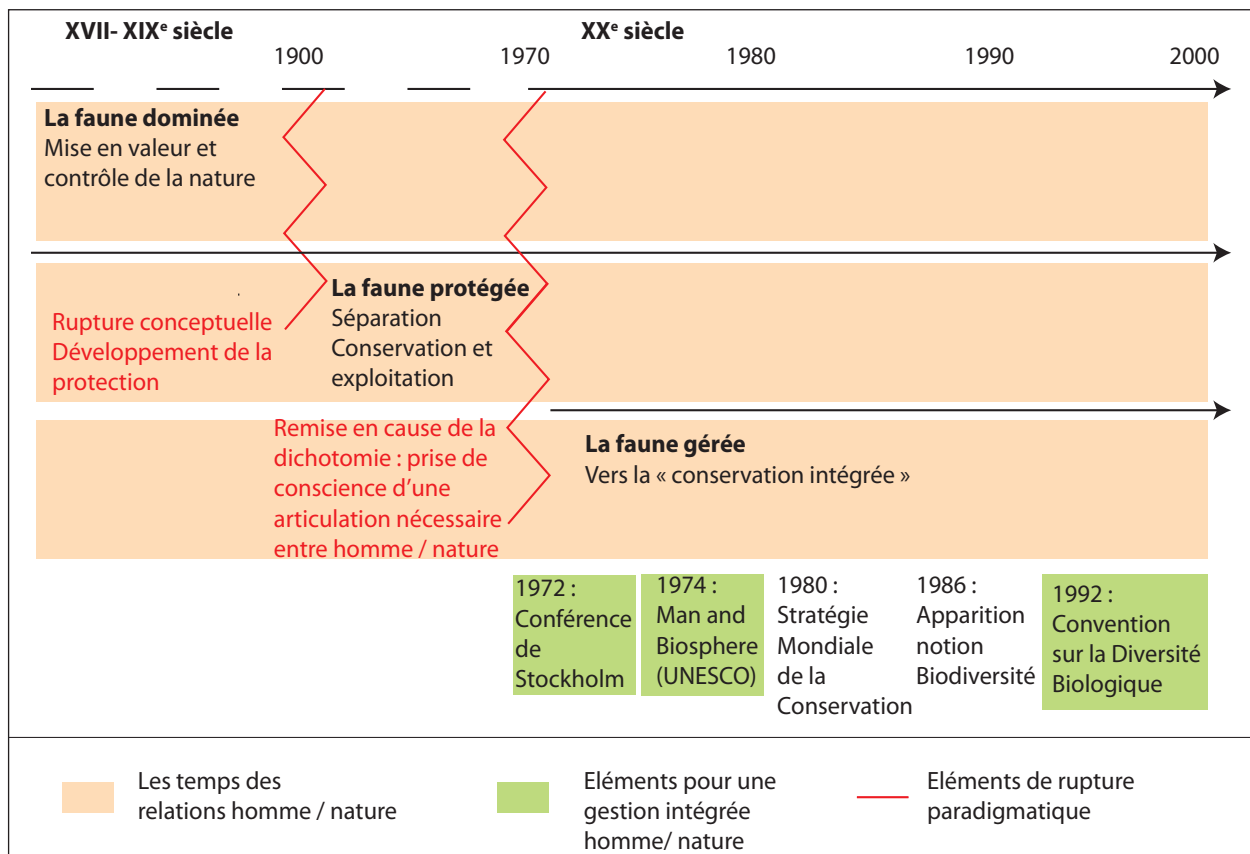 XVII- XIXe siècle
XXe siècle
1900
1970
1980
1990
2000
La faune dominée
Mise en valeur et
contrôle de la nature
Rupture conceptuelle
Développement de la
protection
La faune protégée
Séparation
Conservation et
exploitation
Remise en cause de la
dichotomie : prise de
conscience d’une
articulation nécessaire
entre homme / nature
La faune gérée
Vers la « conservation intégrée »
1972 :
Conférence
de
Stockholm
1974 :
Man and
Biosphere
(UNESCO)
1980 :
Stratégie
Mondiale
de la
Conservation
1986 :
Apparition
notion
Biodiversité
1992 :
Convention
sur la Diversité
Biologique
Les temps des
relations homme / nature
Eléments pour une
gestion intégrée
homme/ nature
Eléments de rupture
paradigmatique